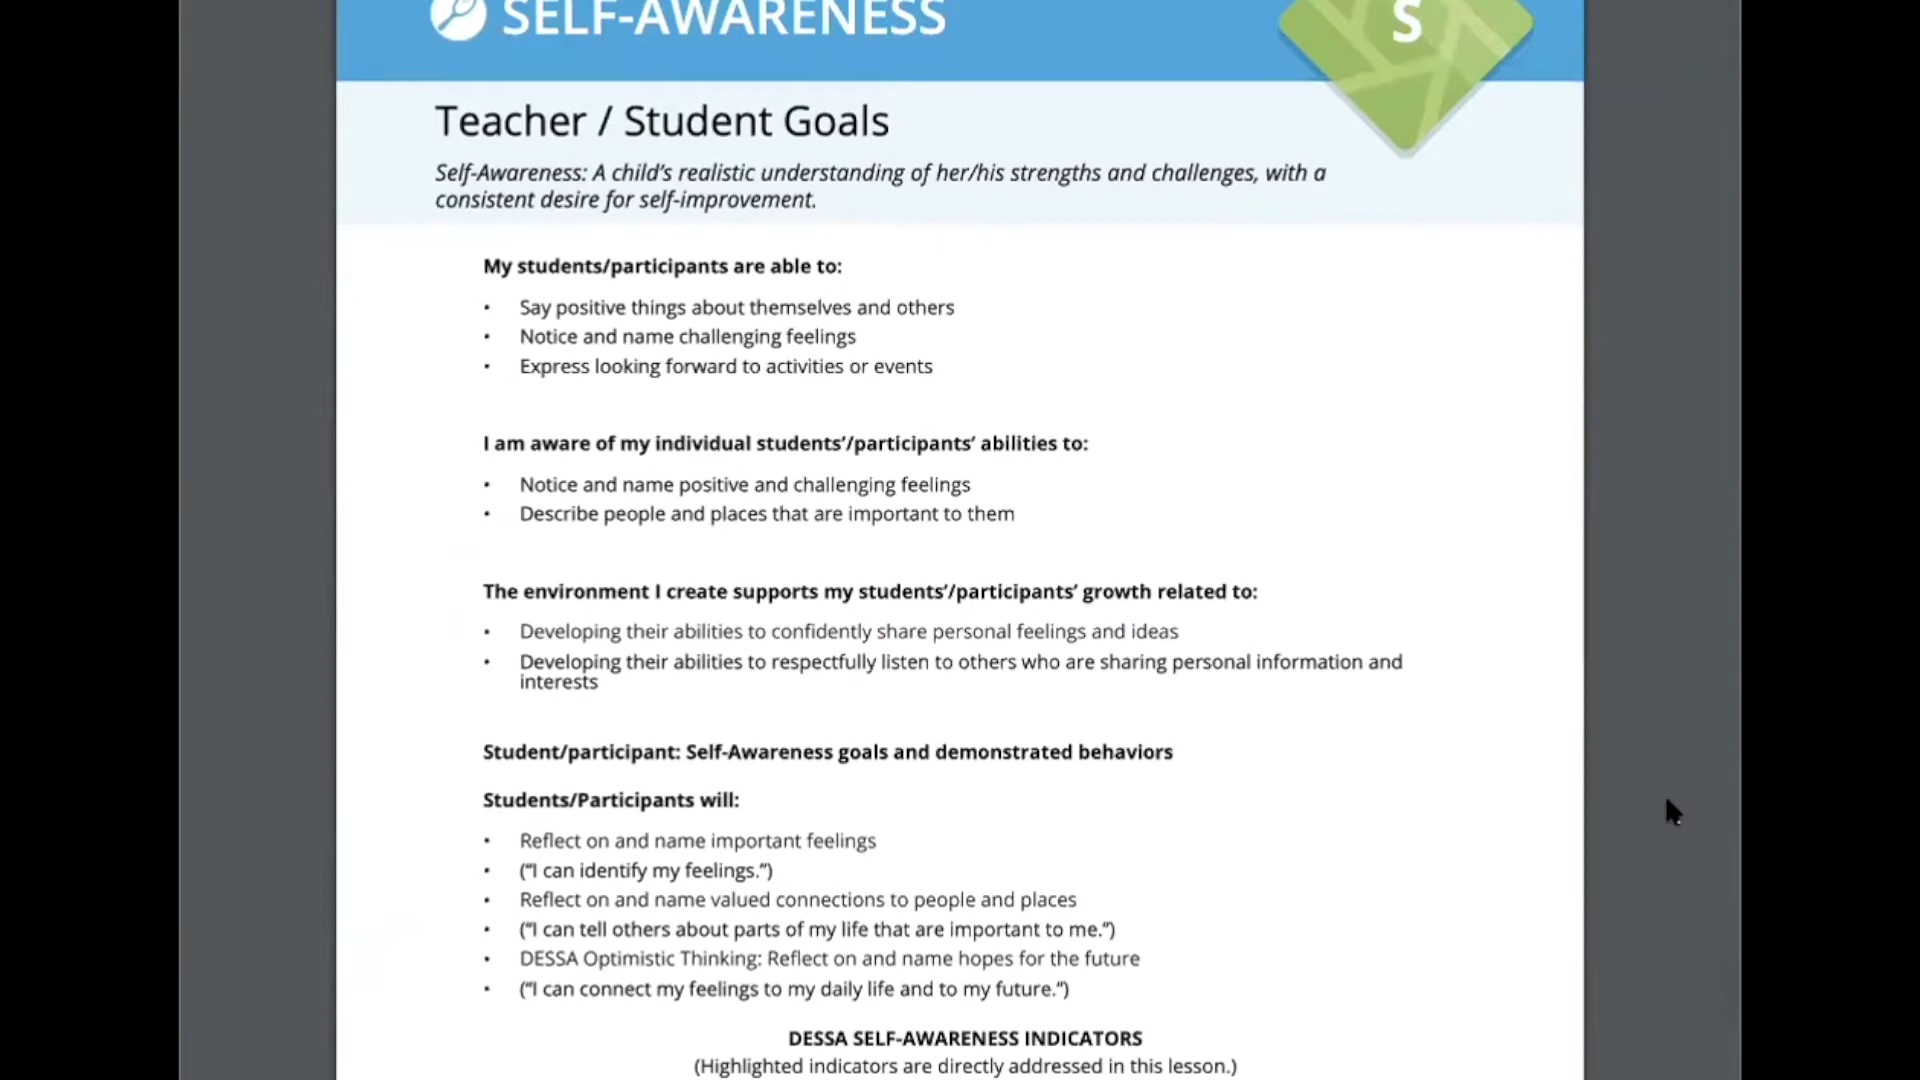 SELF-AWARENESS
S
Teacher / Student Goals
Self-Awareness: A child’s realistic understanding of her/his strengths and challenges, with a
consistent desire for self-improvement.
My students/participants are able to:
• Say positive things about themselves and others
• Notice and name challenging feelings
• Express looking forward to activities or events
I am aware of my individual students’/participants’ abilities to:
• Notice and name positive and challenging feelings
• Describe people and places that are important to them
The environment I create supports my students’/participants’ growth related to:
• Developing their abilities to confidently share personal feelings and ideas
• Developing their abilities to respectfully listen to others who are sharing personal information and
interests
Student/participant: Self-Awareness goals and demonstrated behaviors
Students/Participants will:
• Reflect on and name important feelings
• (“I can identify my feelings.”)
• Reflect on and name valued connections to people and places
• (“I can tell others about parts of my life that are important to me.”)
• DESSA Optimistic Thinking: Reflect on and name hopes for the future
• (“I can connect my feelings to my daily life and to my future.”)
DESSA SELF-AWARENESS INDICATORS
(Highlighted indicators are directly addressed in this lesson.)